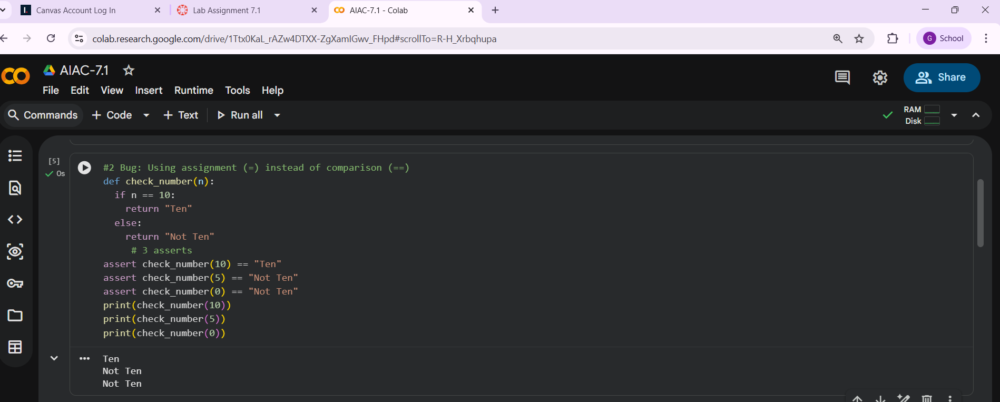 Canvas Account Log In
Lab Assignment 7.1
AIAC-7.1 - Colab
colab.research.google.com/drive/1Ttx0KaL_rAZw4DTXX-ZgXamIGwv_FHpd#scrollTo=R-H_Xrbqhupa
G School
AIAC-7.1
File Edit View Insert Runtime Tools Help
Share
Commands + Code + Text Run all
RAM
Disk
[5]
0s
#2 Bug: Using assignment (=) instead of comparison (==)
def check_number(n):
  if n == 10:
    return "Ten"
  else:
    return "Not Ten"
     # 3 asserts
assert check_number(10) == "Ten"
assert check_number(5) == "Not Ten"
assert check_number(0) == "Not Ten"
print(check_number(10))
print(check_number(5))
print(check_number(0))
Ten
Not Ten
Not Ten